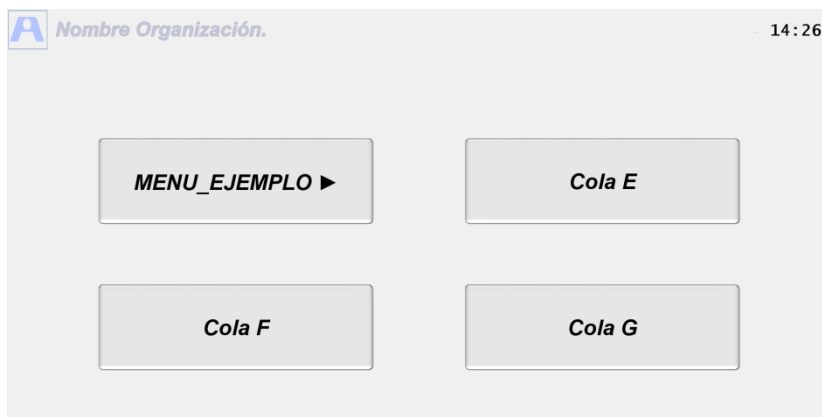 Nombre Organización.
14:26
MENU_EJEMPLO ►
Cola E
Cola F
Cola G